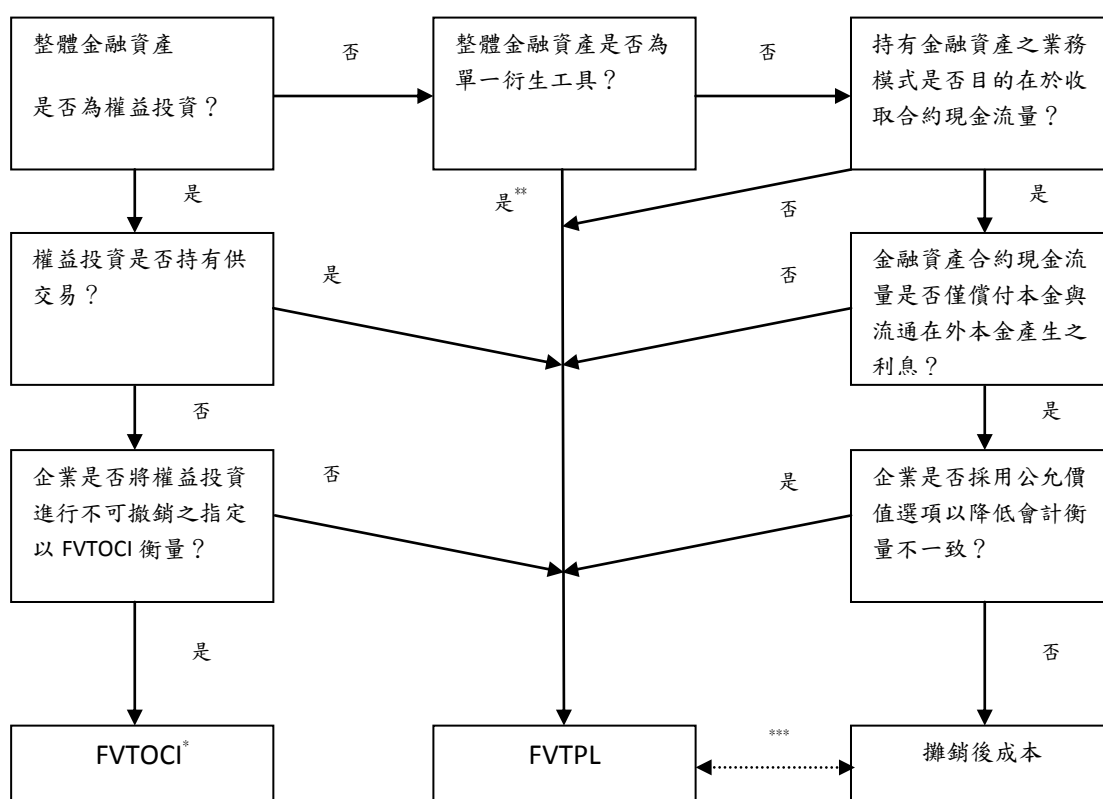 整體金融資產
是否為權益投資？
否
整體金融資產是否為
單一衍生工具？
否
持有金融資產之業務
模式是否目的在於收
取合約現金流量？
是
是**
否
是
權益投資是否持有供
交易？
是
否
金融資產合約現金流
量是否僅償付本金與
流通在外本金產生之
利息？
否
是
企業是否將權益投資
進行不可撤銷之指定
以 FVTOCI 衡量？
否
是
企業是否採用公允價
值選項以降低會計衡
量不一致？
是
否
FVTOCI*
FVTPL
***
攤銷後成本